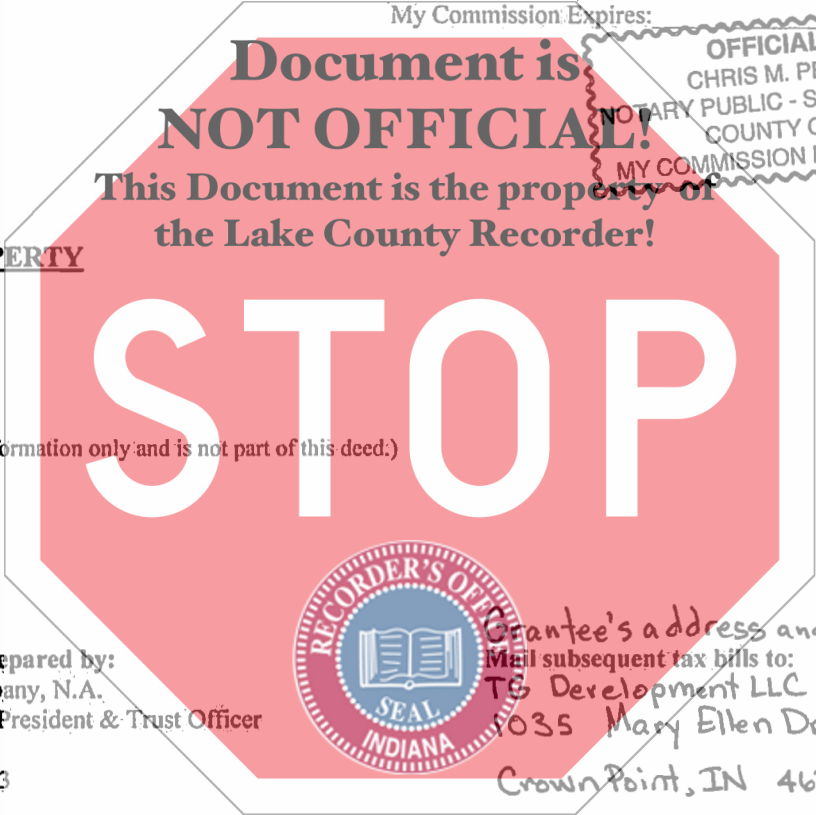 My Commission Expires:
Document is
NOT OFFICIAL!
This Document is the property of
the Lake County Recorder!
OFFICIAL
CHRIS M. PE
NOTARY PUBLIC - S
COUNTY O
MY COMMISSION
ERTY
STOP
ormation only and is not part of this deed.)
RECORDER'S OFFICE
SEAL
INDIANA
epared by:
any, N.A.
President & Trust Officer
3
Grantee's address and
Mail subsequent tax bills to:
TG Development LLC
1035 Mary Ellen Dr
Crown Point, IN 46